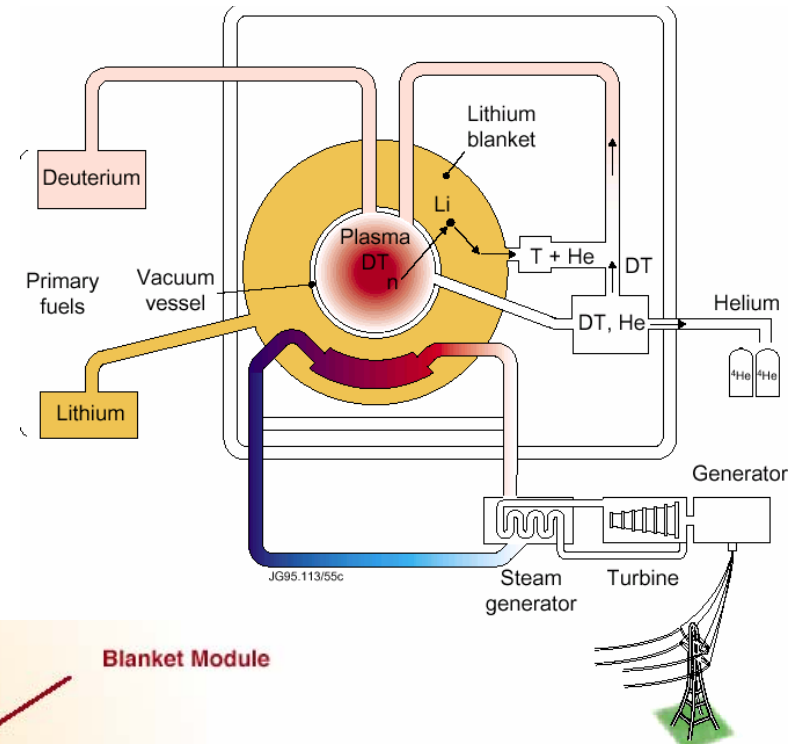 Deuterium
Primary
fuels
Lithium
Vacuum
vessel
Lithium
blanket
Li
Plasma
DT
n
T + He
DT
DT, He
Helium
⁴He
⁴He
Generator
Steam
generator
Turbine
JG95.113/55c
Blanket Module